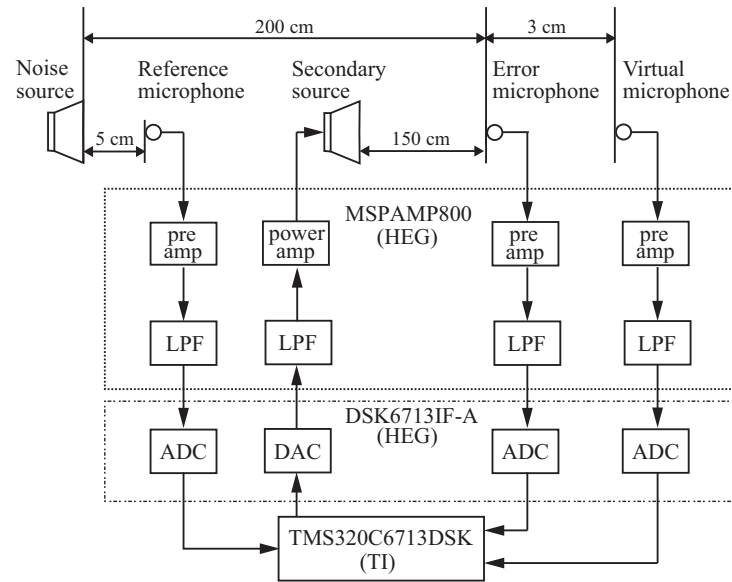 200 cm
3 cm
Noise
source
Reference
microphone
Secondary
source
Error
microphone
Virtual
microphone
5 cm
150 cm
MSPAMP800
(HEG)
pre
amp
power
amp
pre
amp
pre
amp
LPF
LPF
LPF
LPF
DSK6713IF-A
(HEG)
ADC
DAC
ADC
ADC
TMS320C6713DSK
(TI)